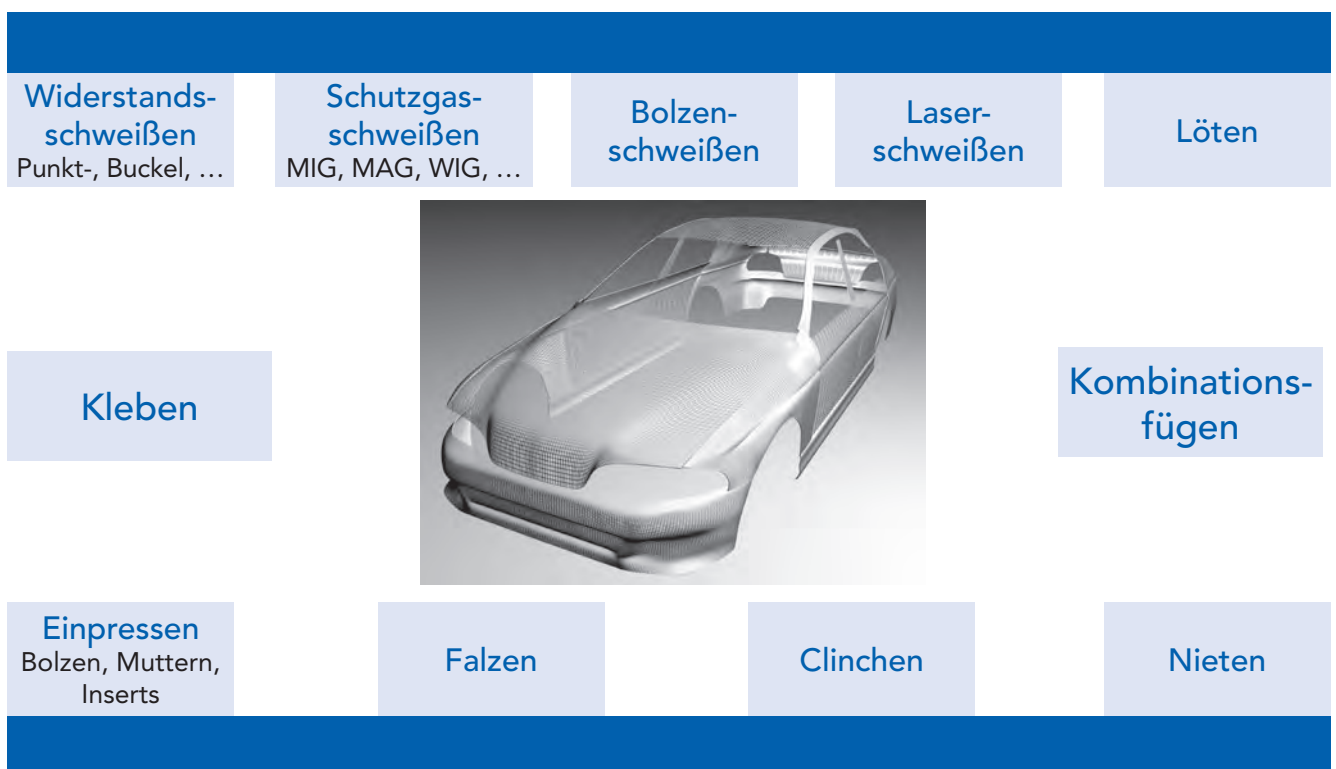 Widerstands-
schweißen
Punkt-, Buckel, …
Schutzgas-
schweißen
MIG, MAG, WIG, …
Bolzen-
schweißen
Laser-
schweißen
Löten
Kleben
Kombinations-
fügen
Einpressen
Bolzen, Muttern,
Inserts
Falzen
Clinchen
Nieten